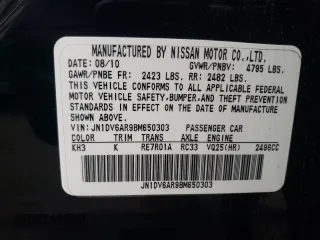 MANUFACTURED BY NISSAN MOTOR CO.,LTD.
DATE: 08/10 GVWR/PNBV: 4795 LBS.
GAWR/PNBE FR: 2423 LBS. RR: 2482 LBS.
THIS VEHICLE CONFORMS TO ALL APPLICABLE FEDERAL
MOTOR VEHICLE SAFETY, BUMPER, AND THEFT PREVENTION
STANDARDS IN EFFECT ON THE DATE OF
MANUFACTURE SHOWN ABOVE.
VIN: JN1DV6AR9BM650303 PASSENGER CAR
COLOR TRIM TRANS AXLE ENGINE
KH3 K RE7R01A RC33 VQ25(HR) 2496CC
JN1DV6AR9BM650303